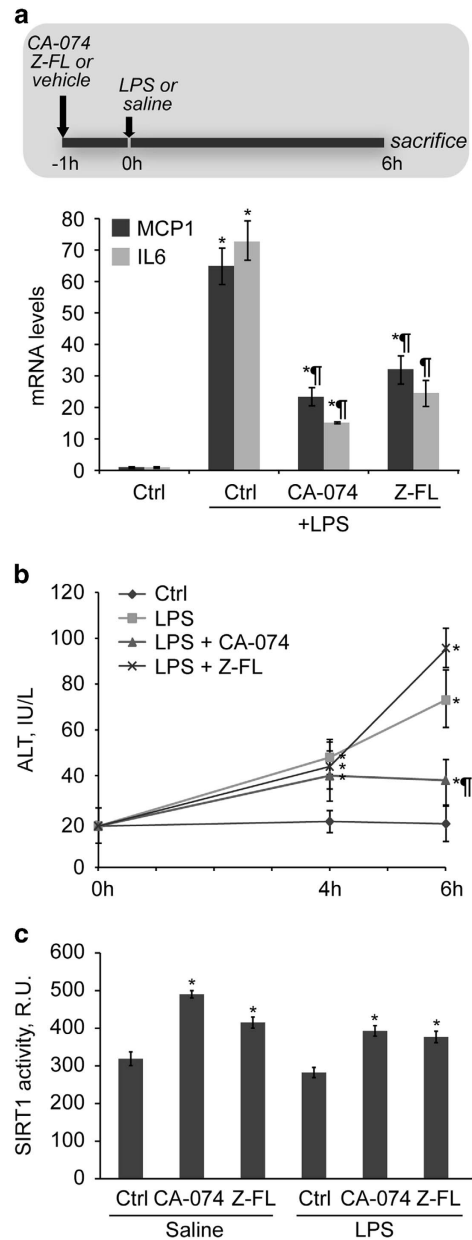 a
CA-074
Z-FL or
vehicle
LPS or
saline
sacrifice
-1h 0h 6h
MCP1
IL6
mRNA levels
80
70
60
50
40
30
20
10
0
* *
*¶ *¶
*¶ ¶
Ctrl Ctrl CA-074 Z-FL
+LPS
b
Ctrl
LPS
LPS + CA-074
LPS + Z-FL
ALT, IU/L
120
100
80
60
40
20
0
*
*
*
*
*
*¶
0h 4h 6h
c
SIRT1 activity, R.U.
600
500
400
300
200
100
0
* * * *
Ctrl CA-074 Z-FL Ctrl CA-074 Z-FL
Saline LPS